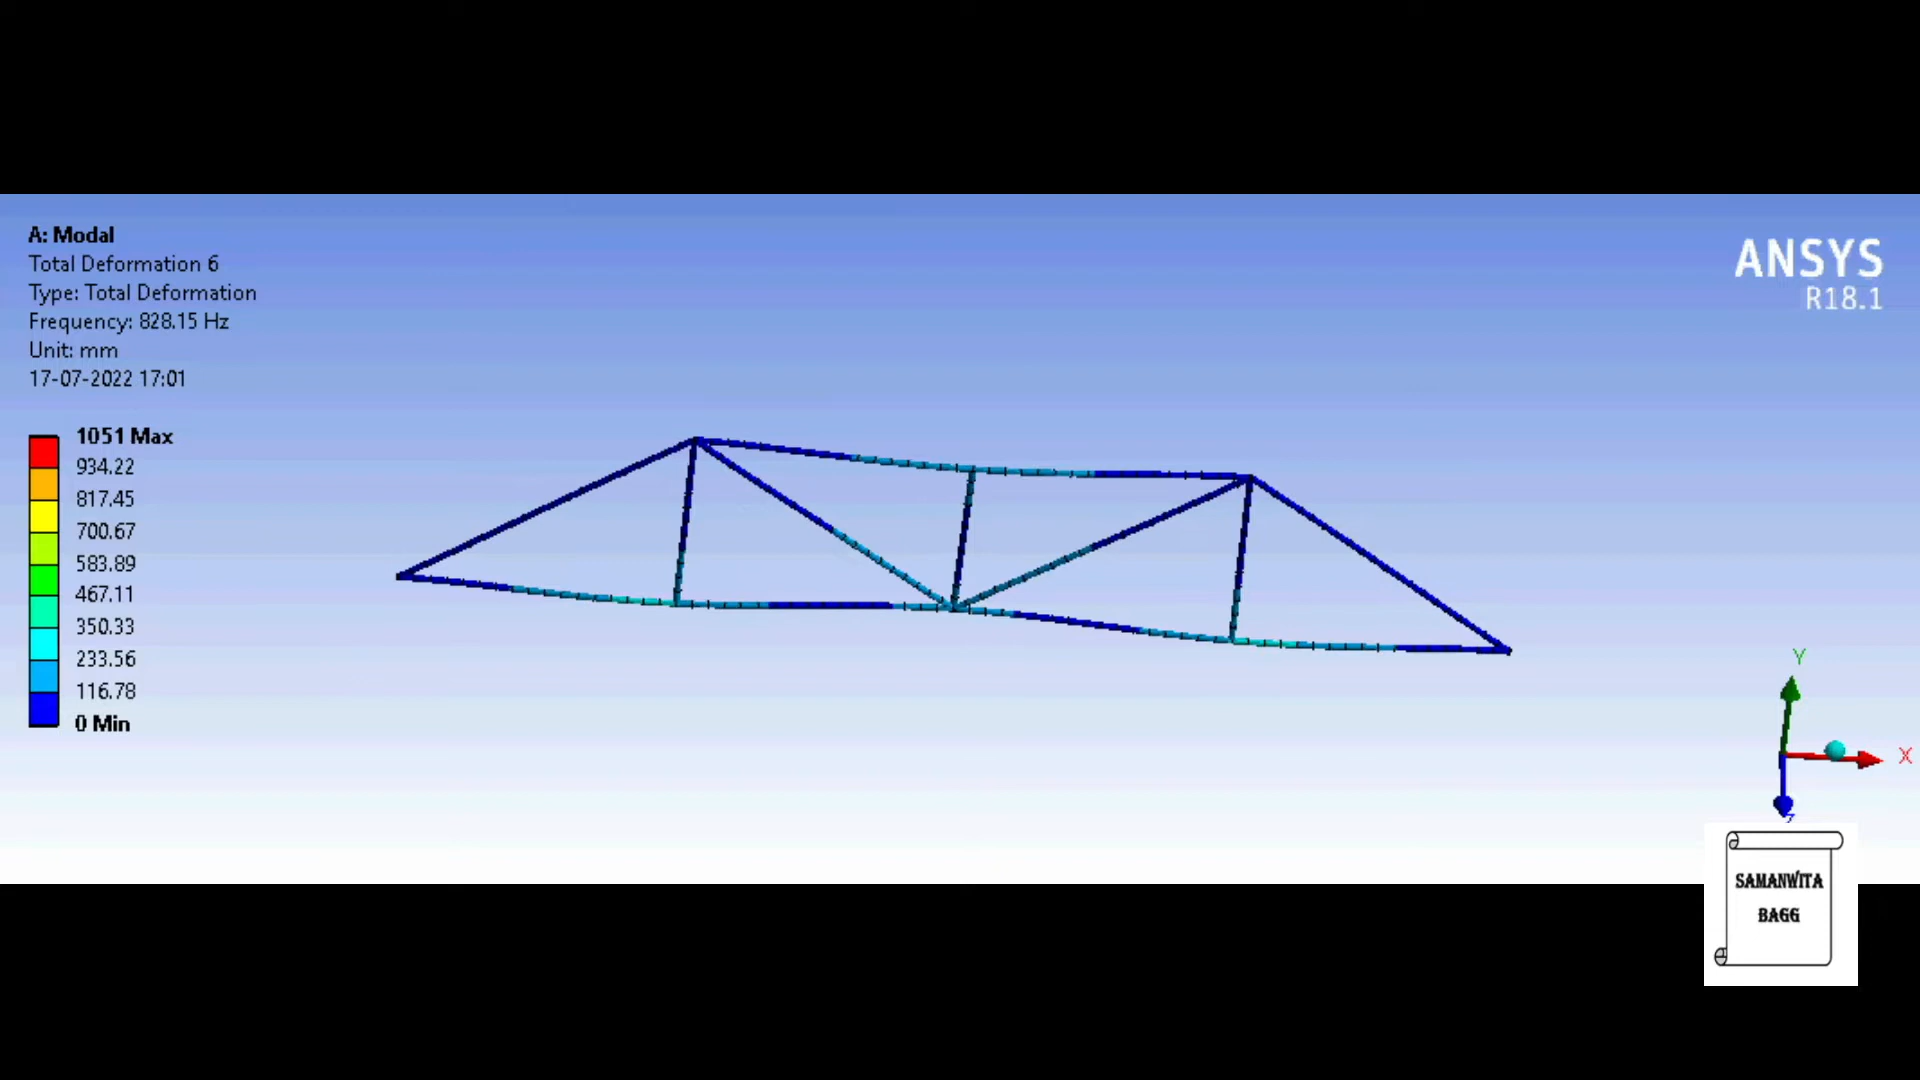 A: Modal
Total Deformation 6
Type: Total Deformation
Frequency: 828.15 Hz
Unit: mm
17-07-2022 17:01
1051 Max
934.22
817.45
700.67
583.89
467.11
350.33
233.56
116.78
0 Min
ANSYS
R18.1
Y
X
Z
SAMANWITA
BAGG